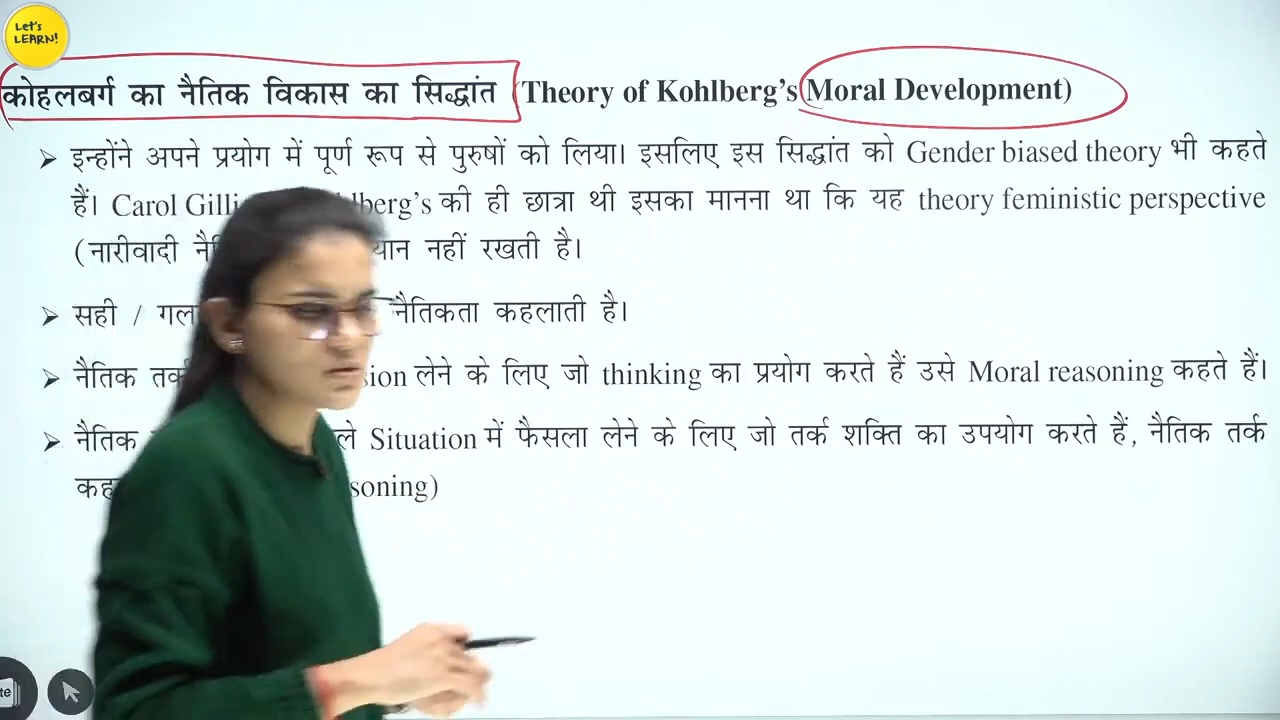 Let's
LEARN!
कोहलबर्ग का नैतिक विकास का सिद्धांत (Theory of Kohlberg's Moral Development)
➢ इन्होंने अपने प्रयोग में पूर्ण रूप से पुरुषों को लिया। इसलिए इस सिद्धांत को Gender biased theory भी कहते
हैं। Carol Gilli lberg's की ही छात्रा थी इसका मानना था कि यह theory feministic perspective
(नारीवादी नै यान नहीं रखती है।
➢ सही / गल नैतिकता कहलाती है।
➢ नैतिक तर्क sion लेने के लिए जो thinking का प्रयोग करते हैं उसे Moral reasoning कहते हैं।
➢ नैतिक ले Situation में फैसला लेने के लिए जो तर्क शक्ति का उपयोग करते हैं, नैतिक तर्क
कह soning)
te